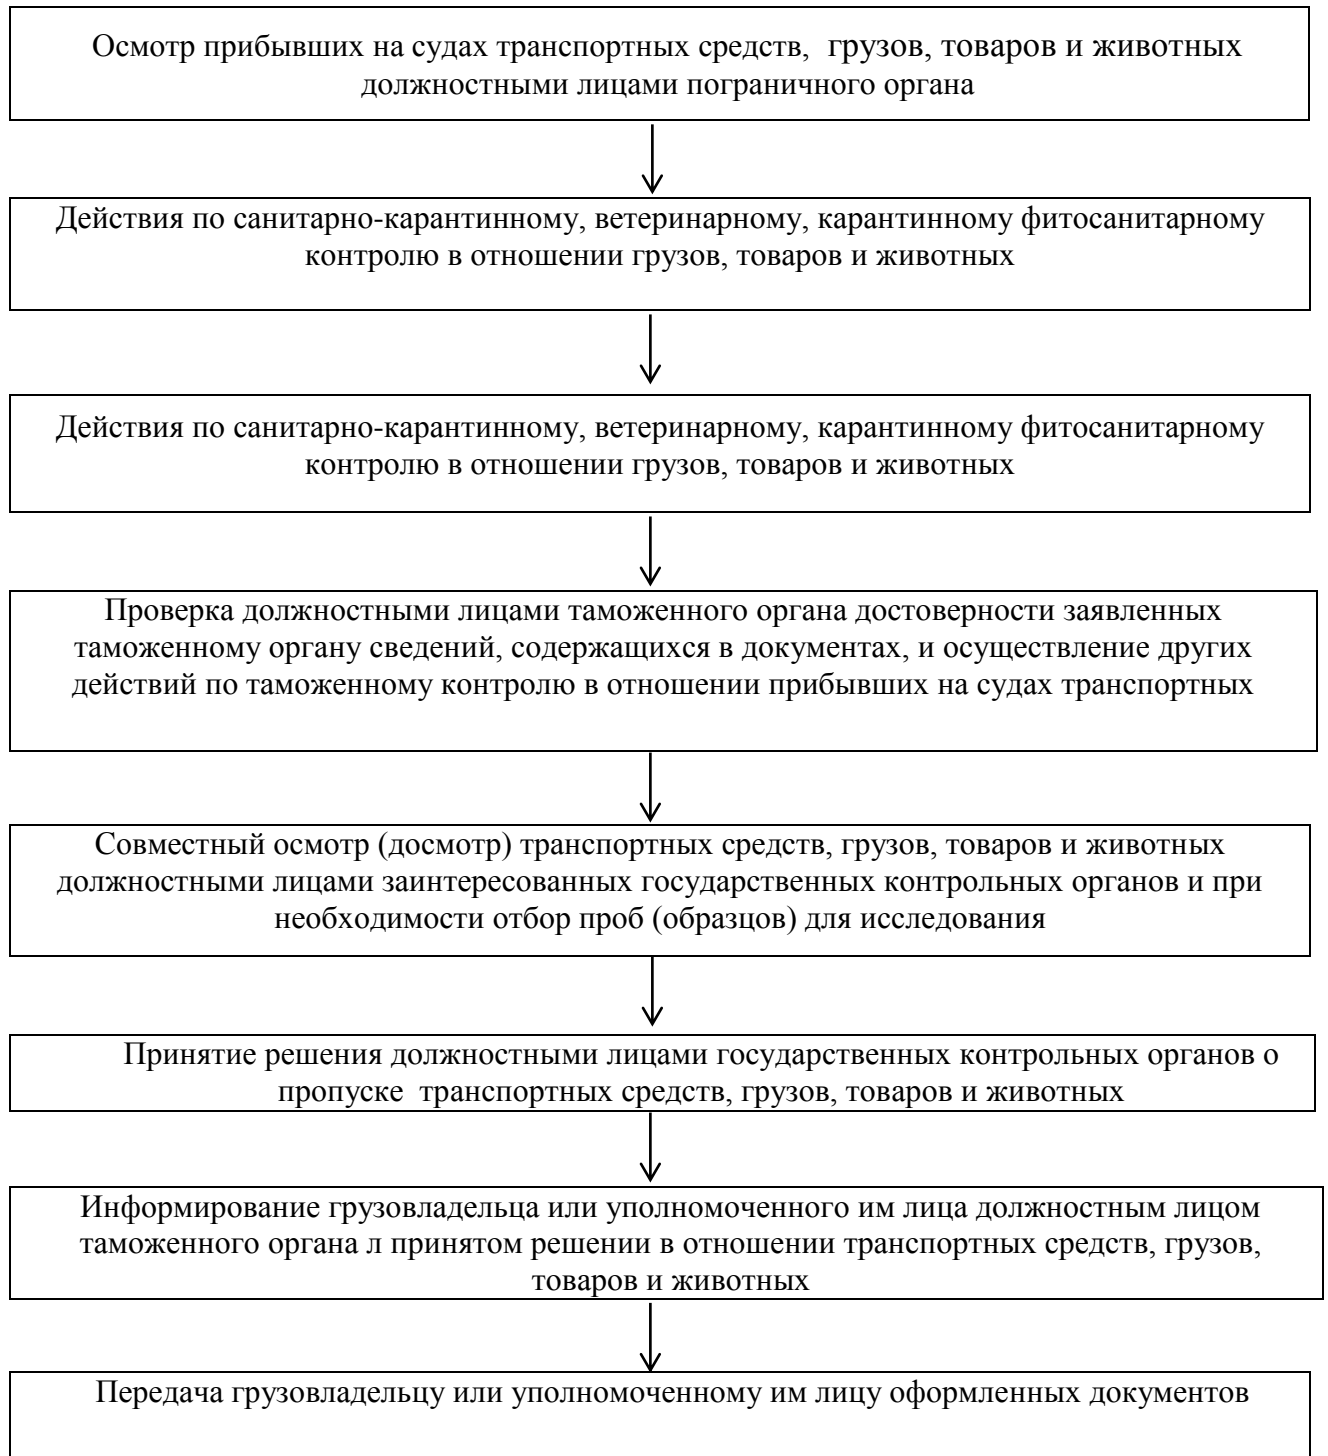 Осмотр прибывших на судах транспортных средств, грузов, товаров и животных
должностными лицами пограничного органа
Действия по санитарно-карантинному, ветеринарному, карантинному фитосанитарному
контролю в отношении грузов, товаров и животных
Действия по санитарно-карантинному, ветеринарному, карантинному фитосанитарному
контролю в отношении грузов, товаров и животных
Проверка должностными лицами таможенного органа достоверности заявленных
таможенному органу сведений, содержащихся в документах, и осуществление других
действий по таможенному контролю в отношении прибывших на судах транспортных
Совместный осмотр (досмотр) транспортных средств, грузов, товаров и животных
должностными лицами заинтересованных государственных контрольных органов и при
необходимости отбор проб (образцов) для исследования
Принятие решения должностными лицами государственных контрольных органов о
пропуске транспортных средств, грузов, товаров и животных
Информирование грузовладельца или уполномоченного им лица должностным лицом
таможенного органа л принятом решении в отношении транспортных средств, грузов,
товаров и животных
Передача грузовладельцу или уполномоченному им лицу оформленных документов